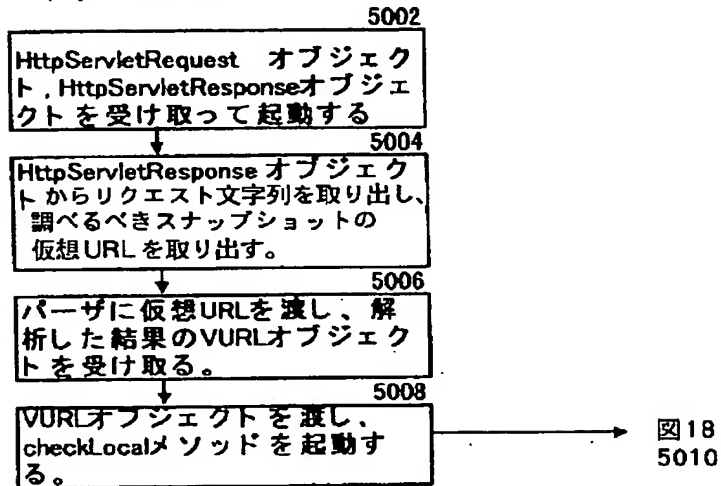 5002
HttpServletRequest オブジェク
ト,HttpServletResponseオブジェ
クトを受け取って起動する
5004
HttpServletResponse オブジェク
トからリクエスト文字列を取り出し、
調べるべきスナップショットの
仮想URLを取り出す。
5006
パーザに仮想URLを渡し、解
析した結果のVURLオブジェク
トを受け取る。
5008
VURLオブジェクトを渡し、
checkLocalメソッドを起動す
る。
図18
5010